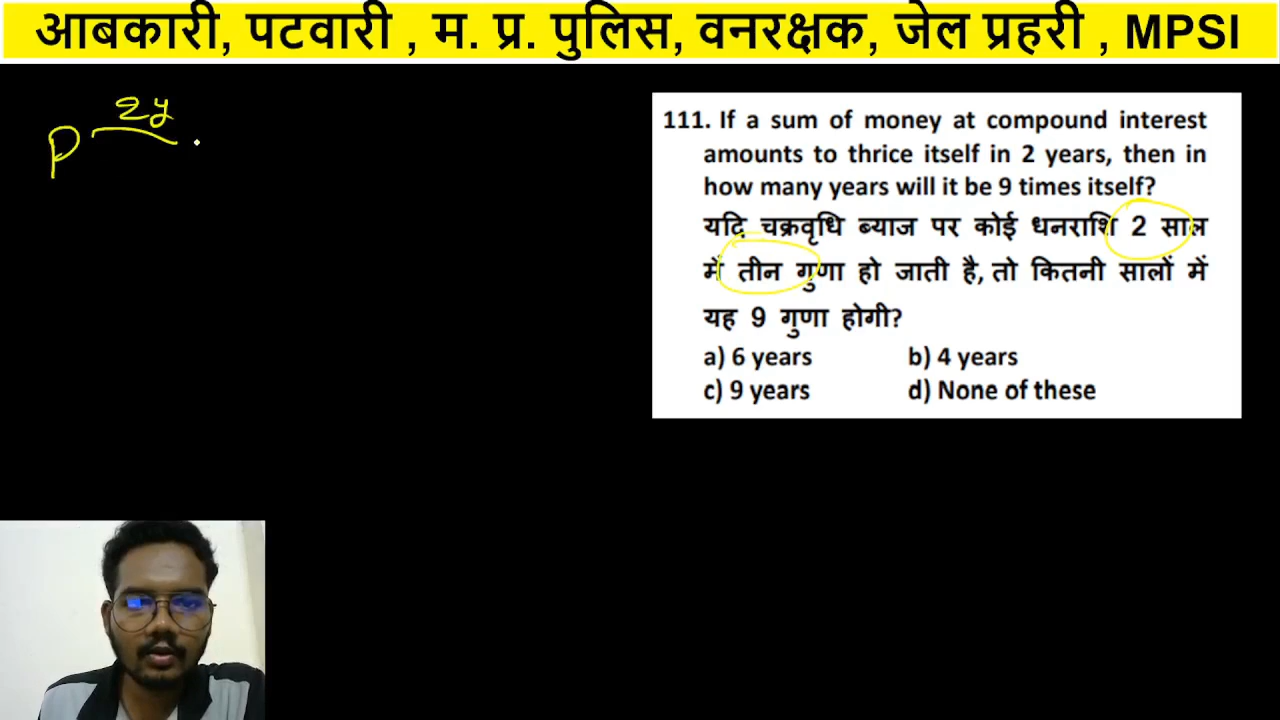 आबकारी, पटवारी , म. प्र. पुलिस, वनरक्षक, जेल प्रहरी , MPSI
P 2y
111. If a sum of money at compound interest
amounts to thrice itself in 2 years, then in
how many years will it be 9 times itself?
यदि चक्रवृधि ब्याज पर कोई धनराशि 2 साल
में तीन गुणा हो जाती है, तो कितनी सालों में
यह 9 गुणा होगी?
a) 6 years b) 4 years
c) 9 years d) None of these